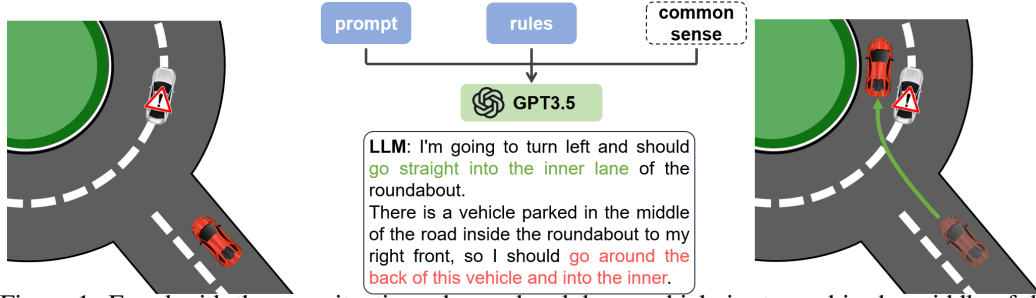 prompt
rules
common
sense
GPT3.5
LLM: I'm going to turn left and should
go straight into the inner lane of the
roundabout.
There is a vehicle parked in the middle
of the road inside the roundabout to my
right front, so I should go around the
back of this vehicle and into the inner.